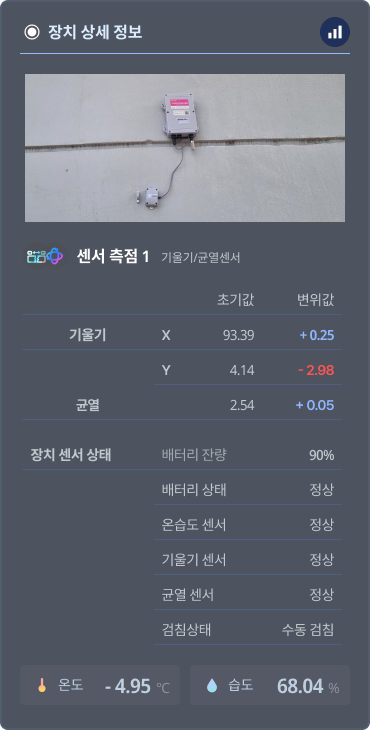 장치 상세 정보
센서 측점 1 기울기/균열센서
초기값 변위값
기울기 X 93.39 + 0.25
Y 4.14 - 2.98
균열 2.54 + 0.05
장치 센서 상태 배터리 잔량 90%
배터리 상태 정상
온습도 센서 정상
기울기 센서 정상
균열 센서 정상
검침상태 수동 검침
온도 - 4.95 °C 습도 68.04 %